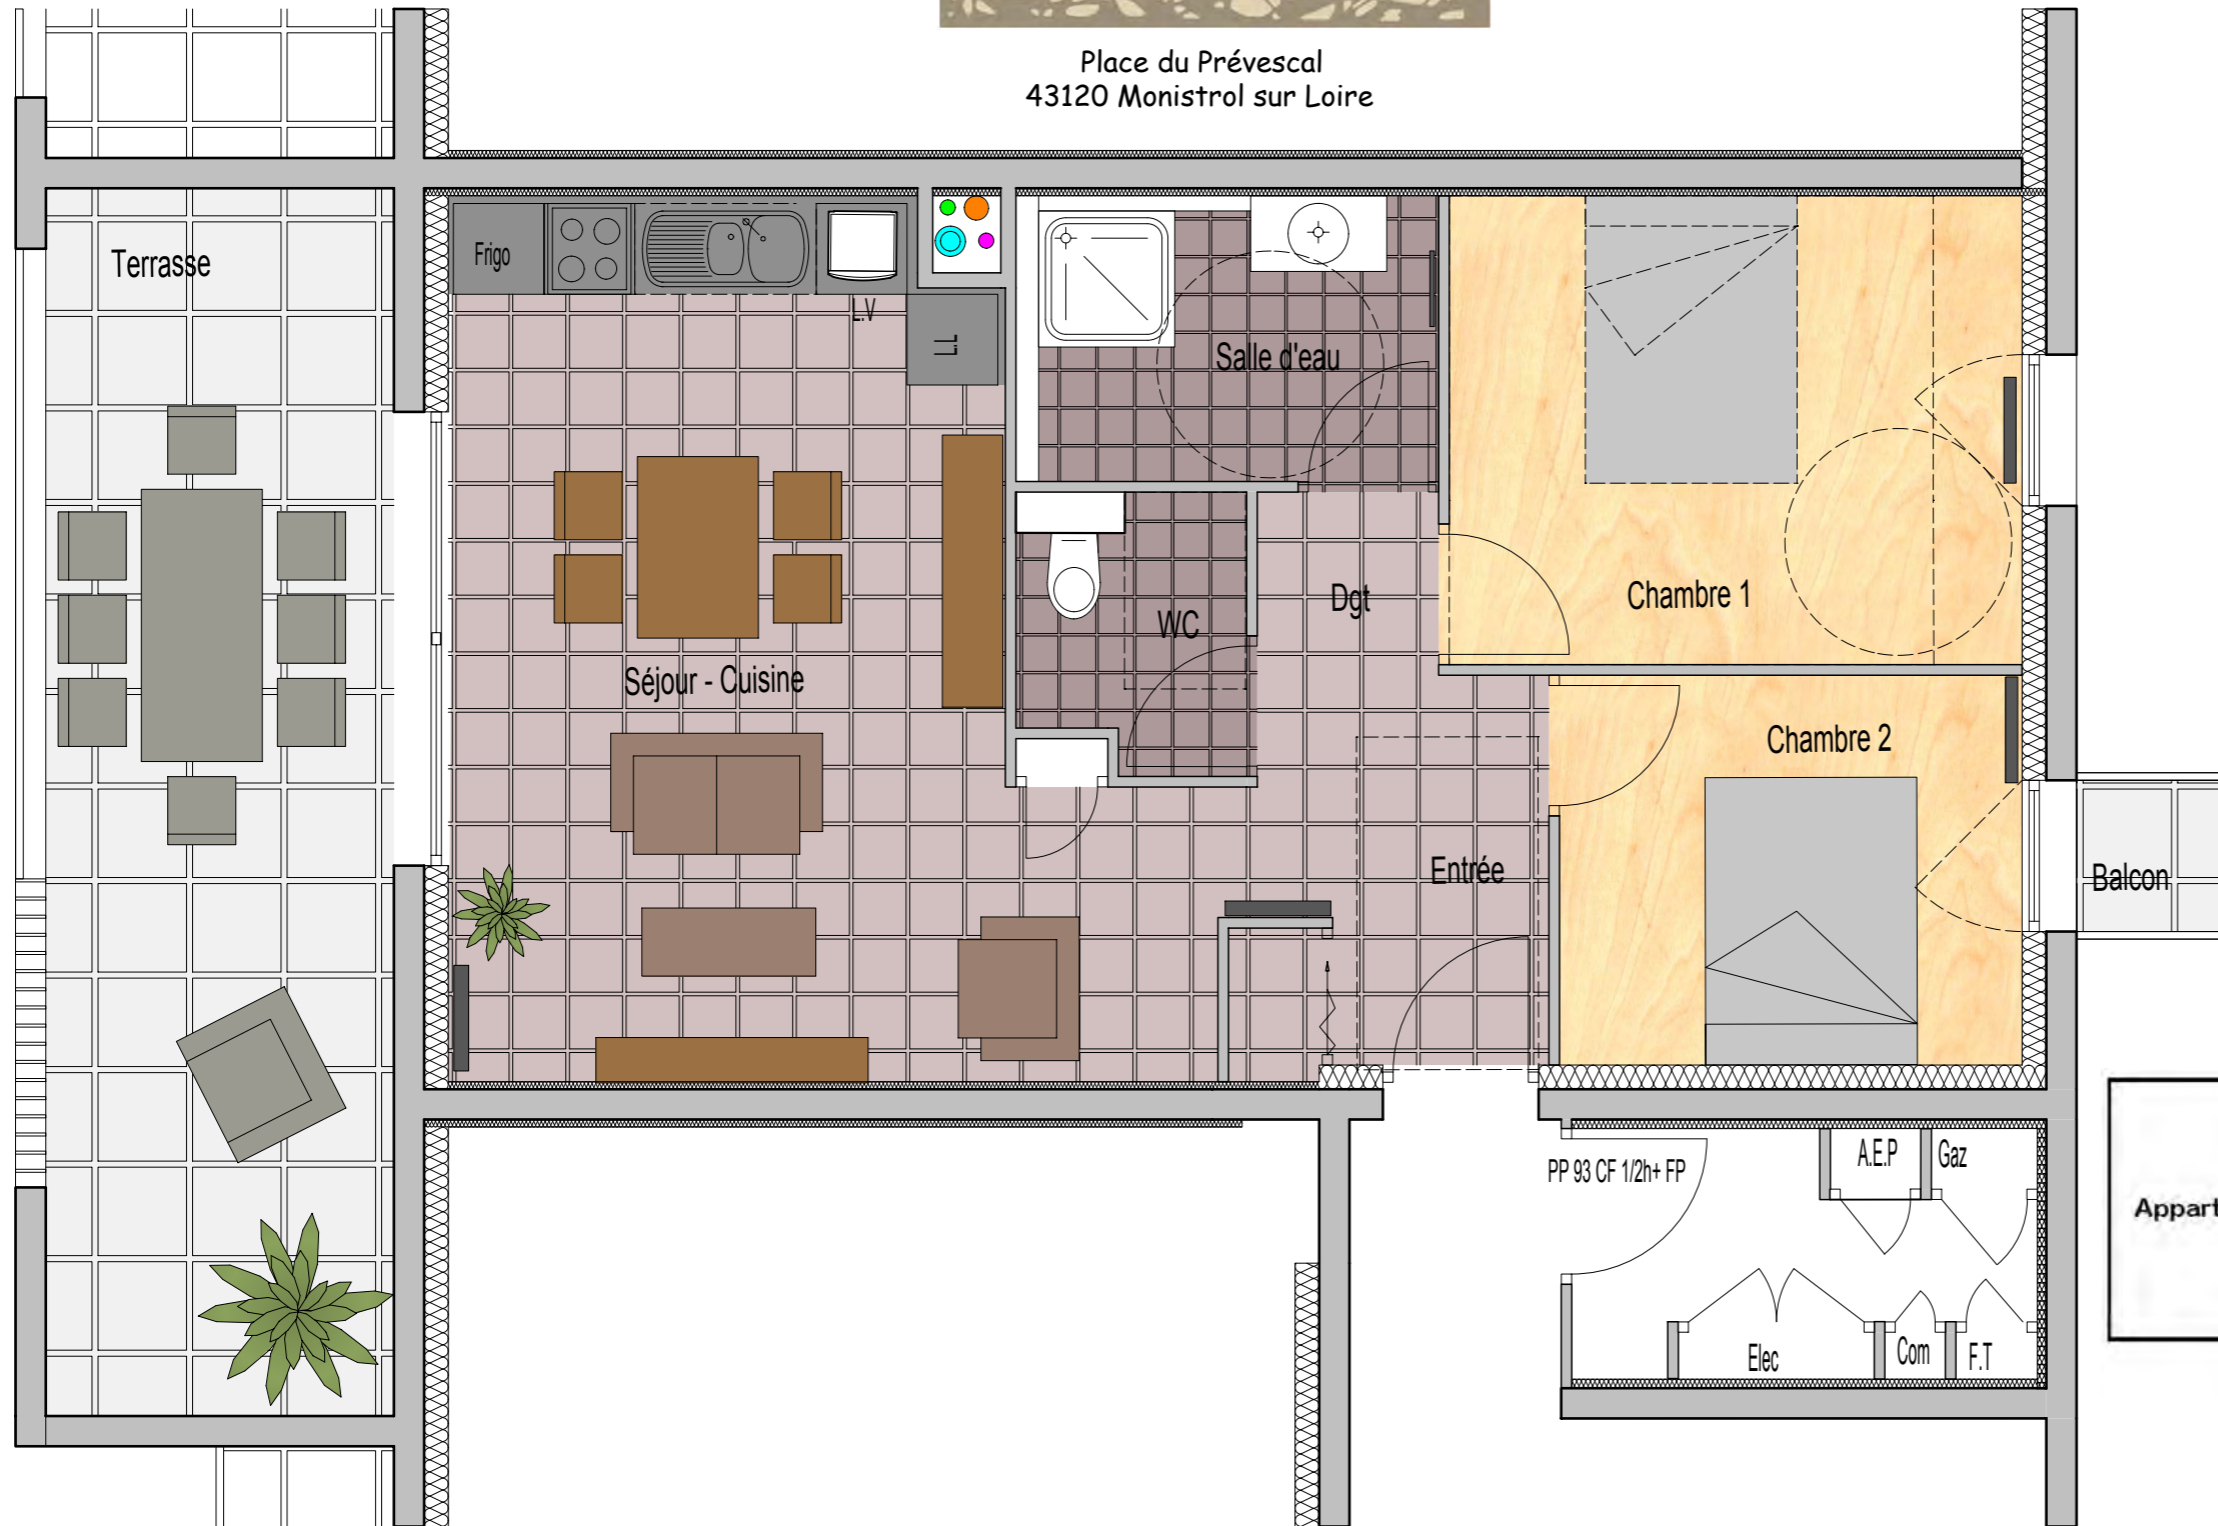 Place du Prévescal
43120 Monistrol sur Loire
Terrasse
Frigo
L.V
L.L
Salle d'eau
WC
Dgt
Chambre 1
Séjour - Cuisine
Chambre 2
Entrée
Balcon
PP 93 CF 1/2h+ FP
A.E.P
Gaz
Appart
Elec
Com
F.T